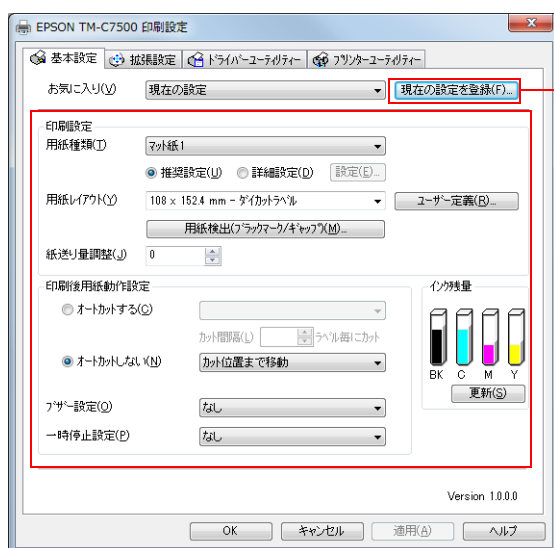 EPSON TM-C7500 印刷設定
基本設定 拡張設定 ドライバーユーティリティー プリンターユーティリティー
お気に入り(V) 現在の設定 現在の設定を登録(F)...
印刷設定
用紙種類(T) マット紙1
推奨設定(U) 詳細設定(D) 設定(E)...
用紙レイアウト(Y) 108 x 152.4 mm - ダイカットラベル ユーザー定義(R)...
用紙検出(ブラックマーク/ギャップ)(M)...
紙送り量調整(J) 0
印刷後用紙動作設定
オートカットする(C)
カット間隔(L) ラベル毎にカット
オートカットしない(N) カット位置まで移動
ブザー設定(O) なし
一時停止設定(P) なし
インク残量
BK C M Y
更新(S)
Version 1.0.0.0
OK キャンセル 適用(A) ヘルプ